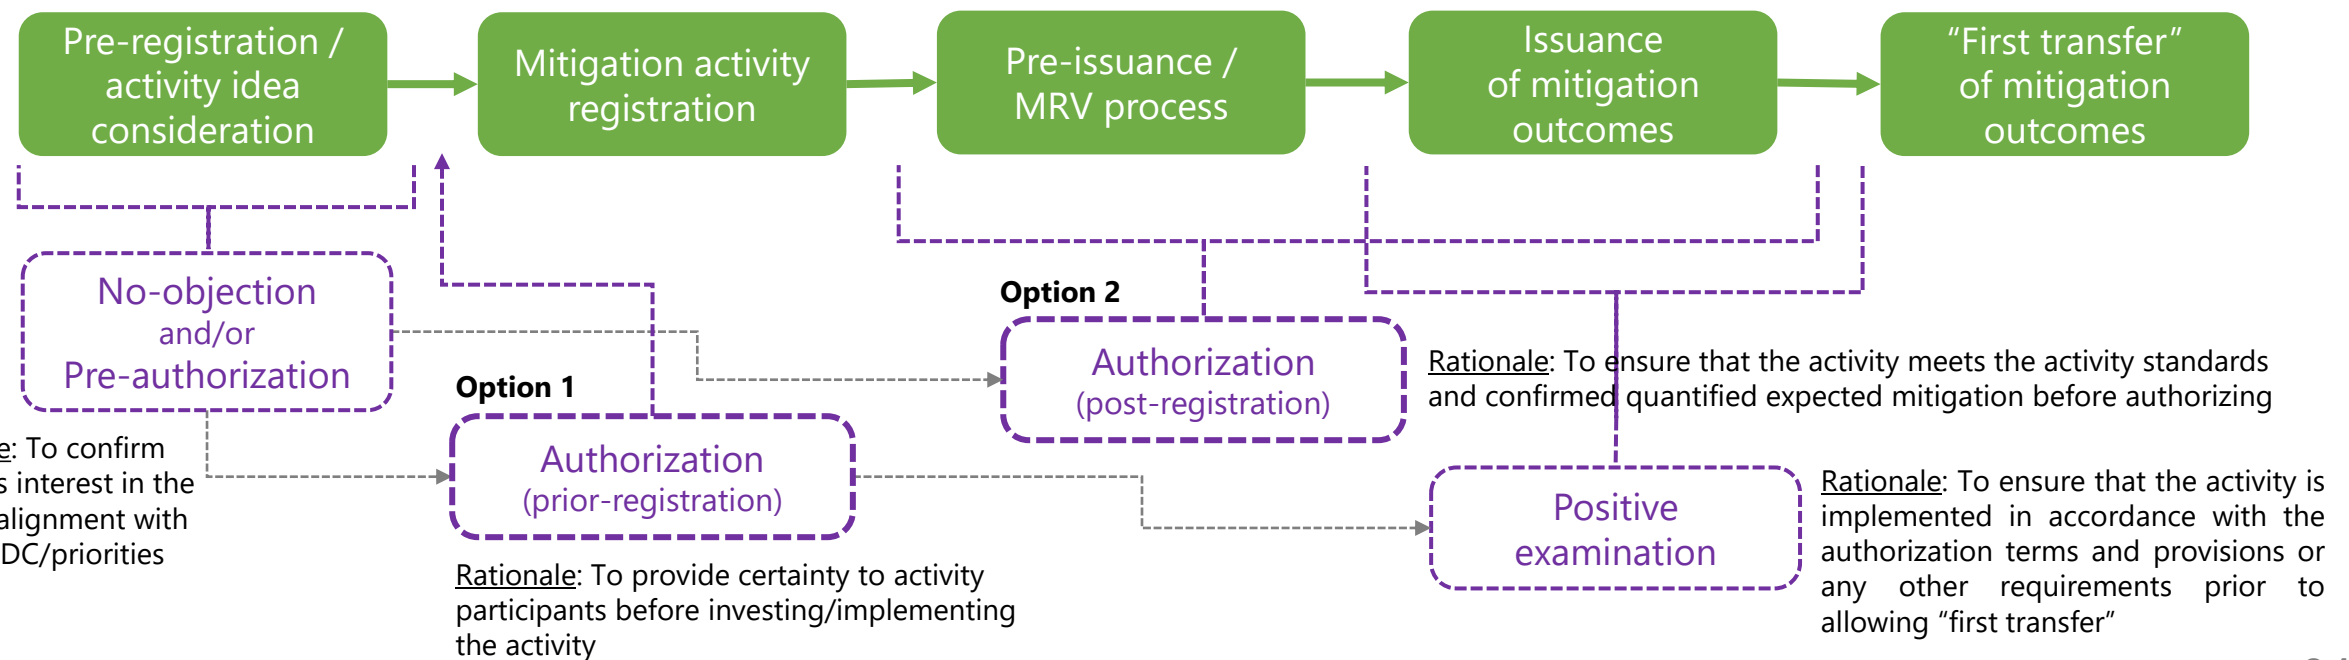 Pre-registration /
activity idea
consideration
Mitigation activity
registration
Pre-issuance /
MRV process
Issuance
of mitigation
outcomes
“First transfer”
of mitigation
outcomes
No-objection
and/or
Pre-authorization
: To confirm
interest in the
alignment with
DC/priorities
Option 1
Authorization
(prior-registration)
Rationale: To provide certainty to activity
participants before investing/implementing
the activity
Option 2
Authorization
(post-registration)
Rationale: To ensure that the activity meets the activity standards
and confirmed quantified expected mitigation before authorizing
Positive
examination
Rationale: To ensure that the activity is
implemented in accordance with the
authorization terms and provisions or
any other requirements prior to
allowing “first transfer”